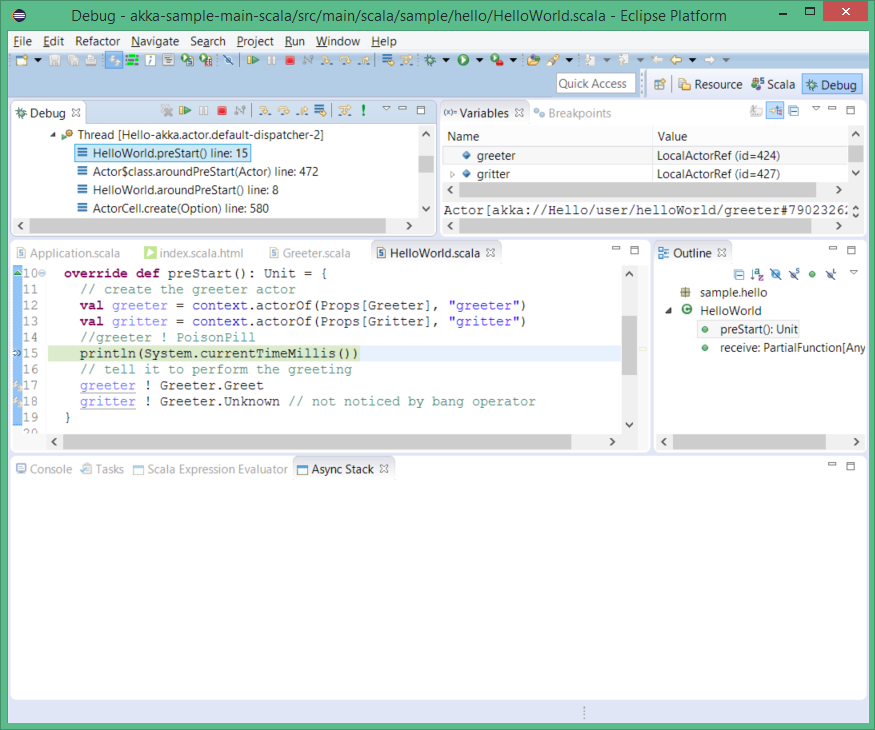 Debug - akka-sample-main-scala/src/main/scala/sample/hello/HelloWorld.scala - Eclipse Platform
File Edit Refactor Navigate Search Project Run Window Help
Quick Access Resource Scala Debug
Debug
Thread [Hello-akka.actor.default-dispatcher-2]
HelloWorld.preStart() line: 15
Actor$class.aroundPreStart(Actor) line: 472
HelloWorld.aroundPreStart() line: 8
ActorCell.create(Option) line: 580
(x)= Variables Breakpoints
Name Value
greeter LocalActorRef (id=424)
gritter LocalActorRef (id=427)
Actor[akka://Hello/user/helloWorld/greeter#79023262
Application.scala index.scala.html Greeter.scala HelloWorld.scala
10 override def preStart(): Unit = {
11 // create the greeter actor
12 val greeter = context.actorOf(Props[Greeter], "greeter")
13 val gritter = context.actorOf(Props[Gritter], "gritter")
14 //greeter ! PoisonPill
15 println(System.currentTimeMillis())
16 // tell it to perform the greeting
17 greeter ! Greeter.Greet
18 gritter ! Greeter.Unknown // not noticed by bang operator
19 }
20
Outline
sample.hello
HelloWorld
preStart(): Unit
receive: PartialFunction[Any
Console Tasks Scala Expression Evaluator Async Stack